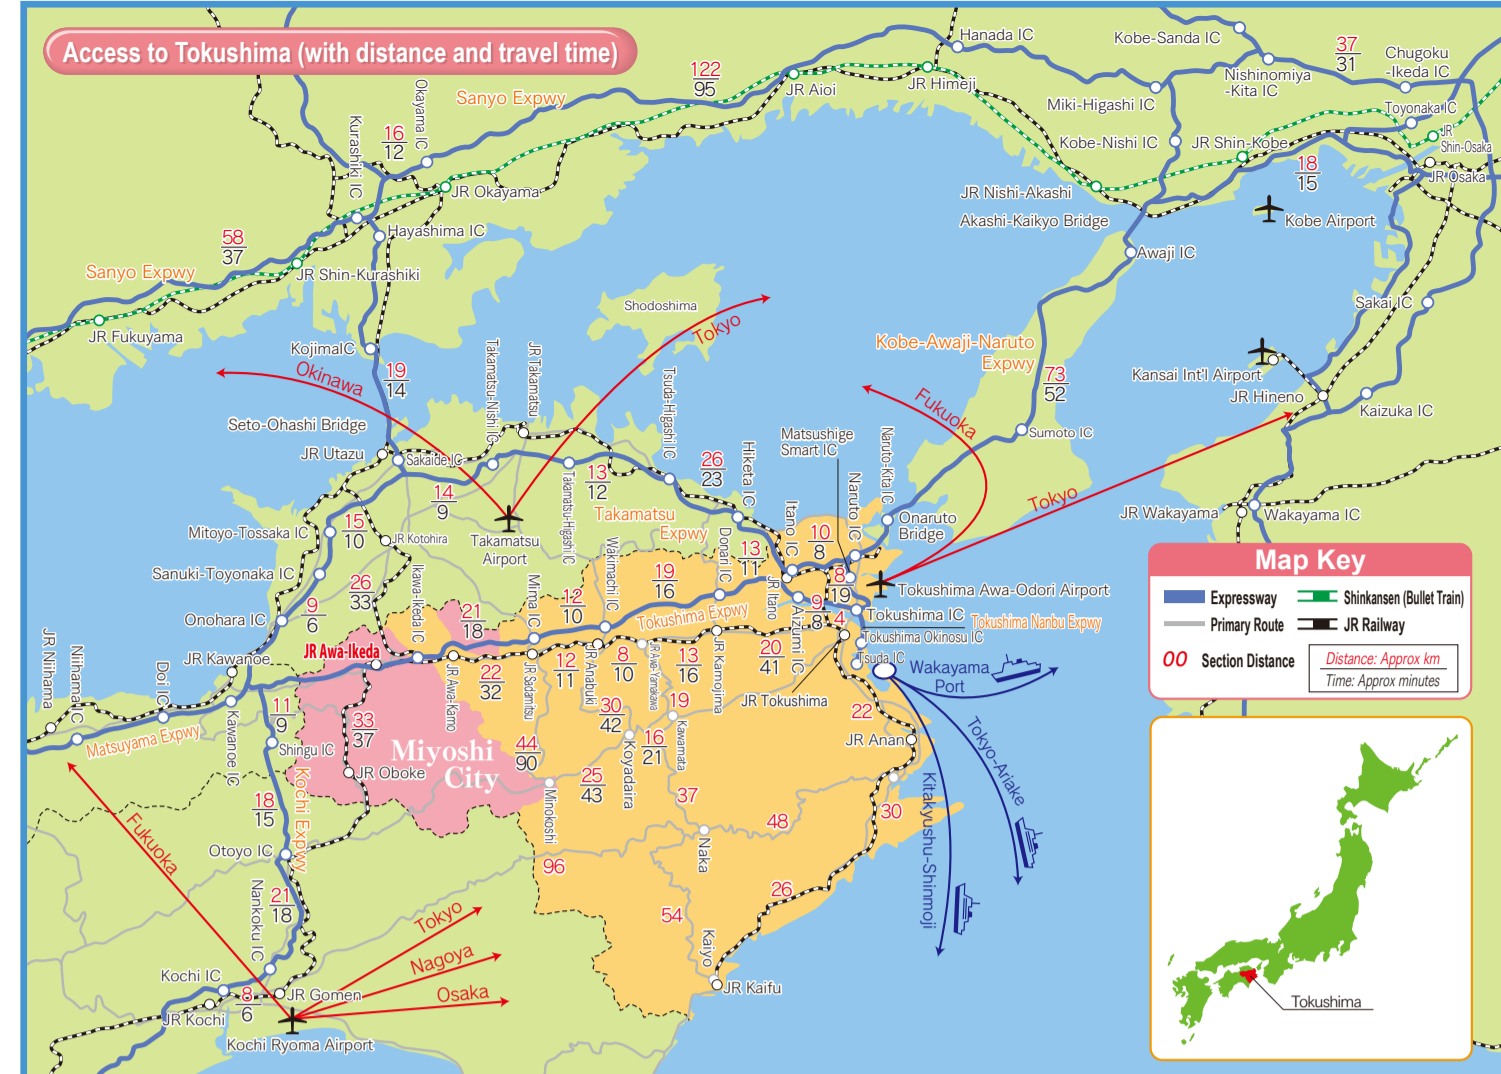 Access to Tokushima (with distance and travel time)
Hanada IC
Kobe-Sanda IC
37
31
Chugoku
-Ikeda IC
Nishinomiya
-Kita IC
122
95
JR Aioi
JR Himeji
Miki-Higashi IC
Toyonaka IC
Okayama IC
Sanyo Expwy
Kurashiki IC
16
12
Kobe-Nishi IC
JR Shin-Kobe
JR
Shin-Osaka
18
15
JR Osaka
JR Okayama
JR Nishi-Akashi
Akashi-Kaikyo Bridge
Kobe Airport
Hayashima IC
58
37
Sanyo Expwy
JR Shin-Kurashiki
Awaji IC
Shodoshima
Sakai IC
JR Fukuyama
Tokyo
KojimaIC
Okinawa
19
14
Takamatsu-Nishi IC
JR Takamatsu
Tsuda-Higashi IC
Kobe-Awaji-Naruto
Expwy
73
52
Kansai Int'l Airport
JR Hineno
Kaizuka IC
Fukuoka
Seto-Ohashi Bridge
JR Utazu
Sakaide IC
Matsushige
Smart IC
Naruto-Kita IC
Sumoto IC
Hiketa IC
26
23
13
12
Takamatsu-Higashi IC
14
9
Naruto IC
Itano IC
Tokyo
Takamatsu
Expwy
Mitoyo-Tossaka IC
15
10
JR Kotohira
Takamatsu
Airport
Donari IC
13
11
10
8
Onaruto
Bridge
JR Wakayama
Wakayama IC
Wakimachi IC
Sanuki-Toyonaka IC
26
33
Ikawa-Ikeda IC
Mima IC
12
10
19
16
JR Itano
8
19
Tokushima Awa-Odori Airport
9
6
21
18
Tokushima Expwy
Aizumi IC
9
8
4
Tokushima IC
Tokushima Nanbu Expwy
Onohara IC
Tokushima Okinosu IC
Tsuda IC
JR Niihama
Niihama IC
Doi IC
JR Kawanoe
JR Awa-Ikeda
JR Awa-Kamo
22
32
JR Sadamitsu
12
11
JR Anabuki
8
10
JR Awa-Yamakawa
13
16
JR Kamojima
20
41
JR Tokushima
Wakayama
Port
Matsuyama Expwy
Kawanoe IC
11
9
Shingu IC
33
37
Miyoshi
City
JR Oboke
30
42
19
22
Kawamata
16
21
Koyadaira
44
90
JR Anan
Tokyo-Ariake
Kitakyushu-Shinmoji
Minokoshi
25
43
37
48
30
Naka
18
15
Kochi Expwy
Fukuoka
Otoyo IC
96
26
Nankoku IC
21
18
54
Kaiyo
Tokyo
Nagoya
Osaka
Kochi IC
8
6
JR Gomen
JR Kochi
Kochi Ryoma Airport
JR Kaifu
Map Key
Expressway
Shinkansen (Bullet Train)
Primary Route
JR Railway
00 Section Distance
Distance: Approx km
Time: Approx minutes
Tokushima